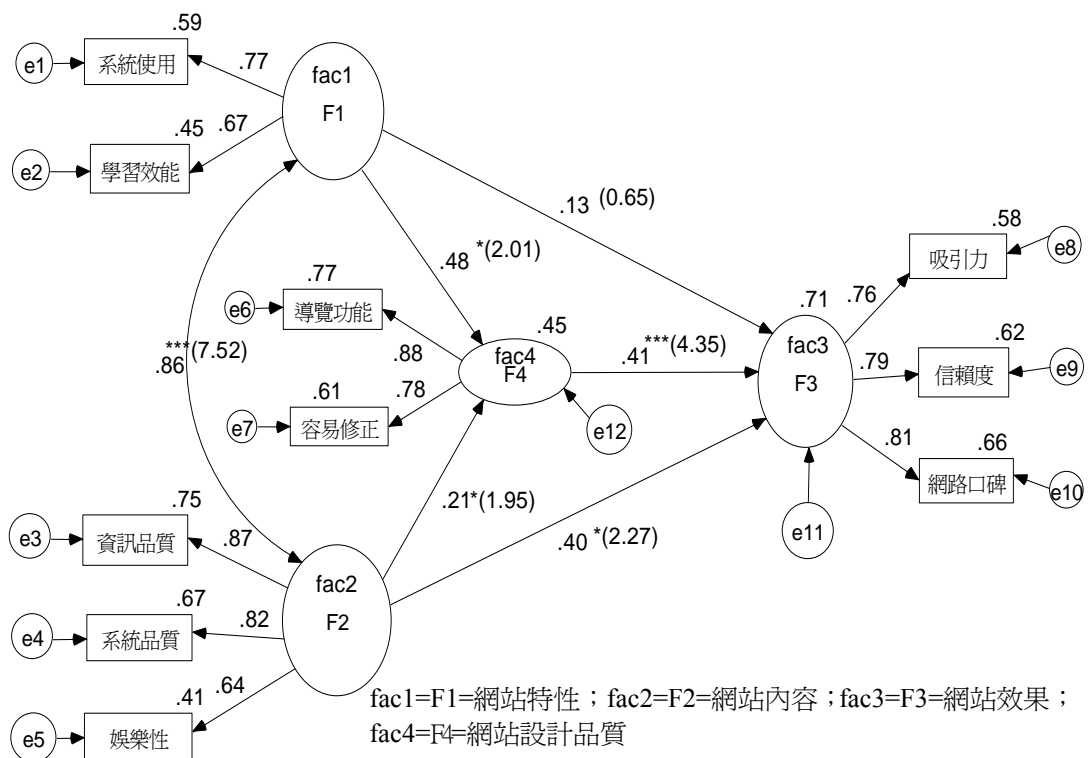 .59
e1
系統使用
.77
fac1
F1
.45
.67
e2
學習效能
.13 (0.65)
.58
e8
吸引力
.48 *(2.01)
.77
e6
導覽功能
.76
.71
.45
***(7.52)
.86
.88
fac4
F4
***(4.35)
.41
fac3
F3
.62
.79
信賴度
e9
.78
.61
e7
容易修正
e12
.81
.66
網路口碑
e10
.21*(1.95)
.75
e3
資訊品質
.87
.40 *(2.27)
e11
fac2
F2
.67
.82
e4
系統品質
.41
.64
e5
娛樂性
fac1=F1=網站特性；fac2=F2=網站內容；fac3=F3=網站效果；
fac4=F4=網站設計品質